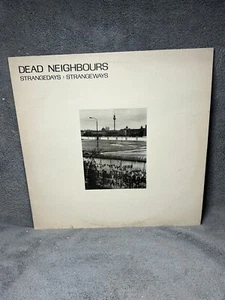 DEAD NEIGHBOURS
STRANGEDAYS - STRANGEWAYS